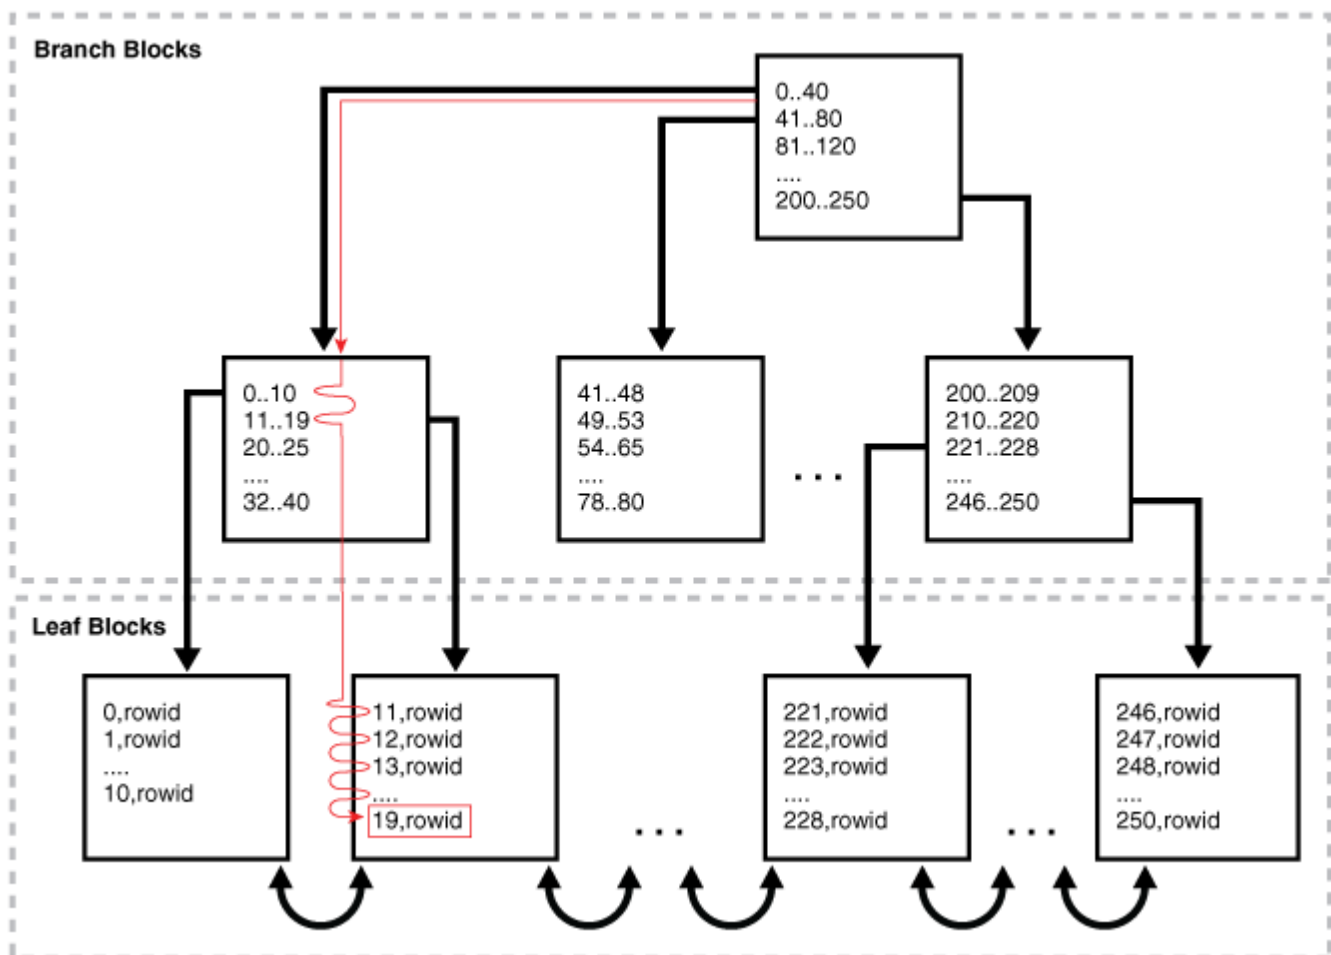 Branch Blocks
0..40
41..80
81..120
....
200..250
0..10
11..19
20..25
....
32..40
41..48
49..53
54..65
....
78..80
...
200..209
210..220
221..228
....
246..250
Leaf Blocks
0,rowid
1,rowid
....
10,rowid
11,rowid
12,rowid
13,rowid
....
19,rowid
...
221,rowid
222,rowid
223,rowid
....
228,rowid
...
246,rowid
247,rowid
248,rowid
....
250,rowid